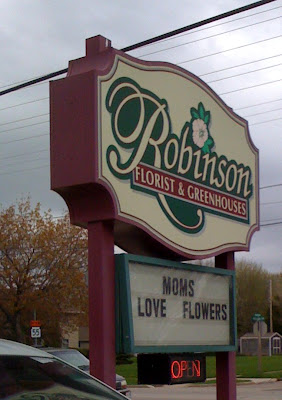 Robinson
FLORIST & GREENHOUSES
MOMS
LOVE FLOWERS
OPEN
55